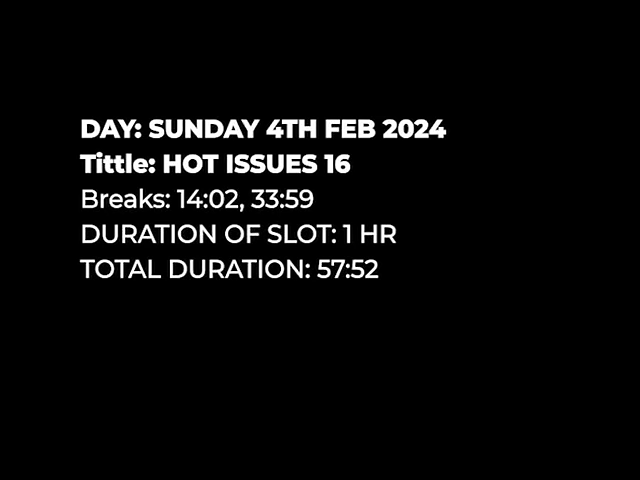 DAY: SUNDAY 4TH FEB 2024
Tittle: HOT ISSUES 16
Breaks: 14:02, 33:59
DURATION OF SLOT: 1 HR
TOTAL DURATION: 57:52